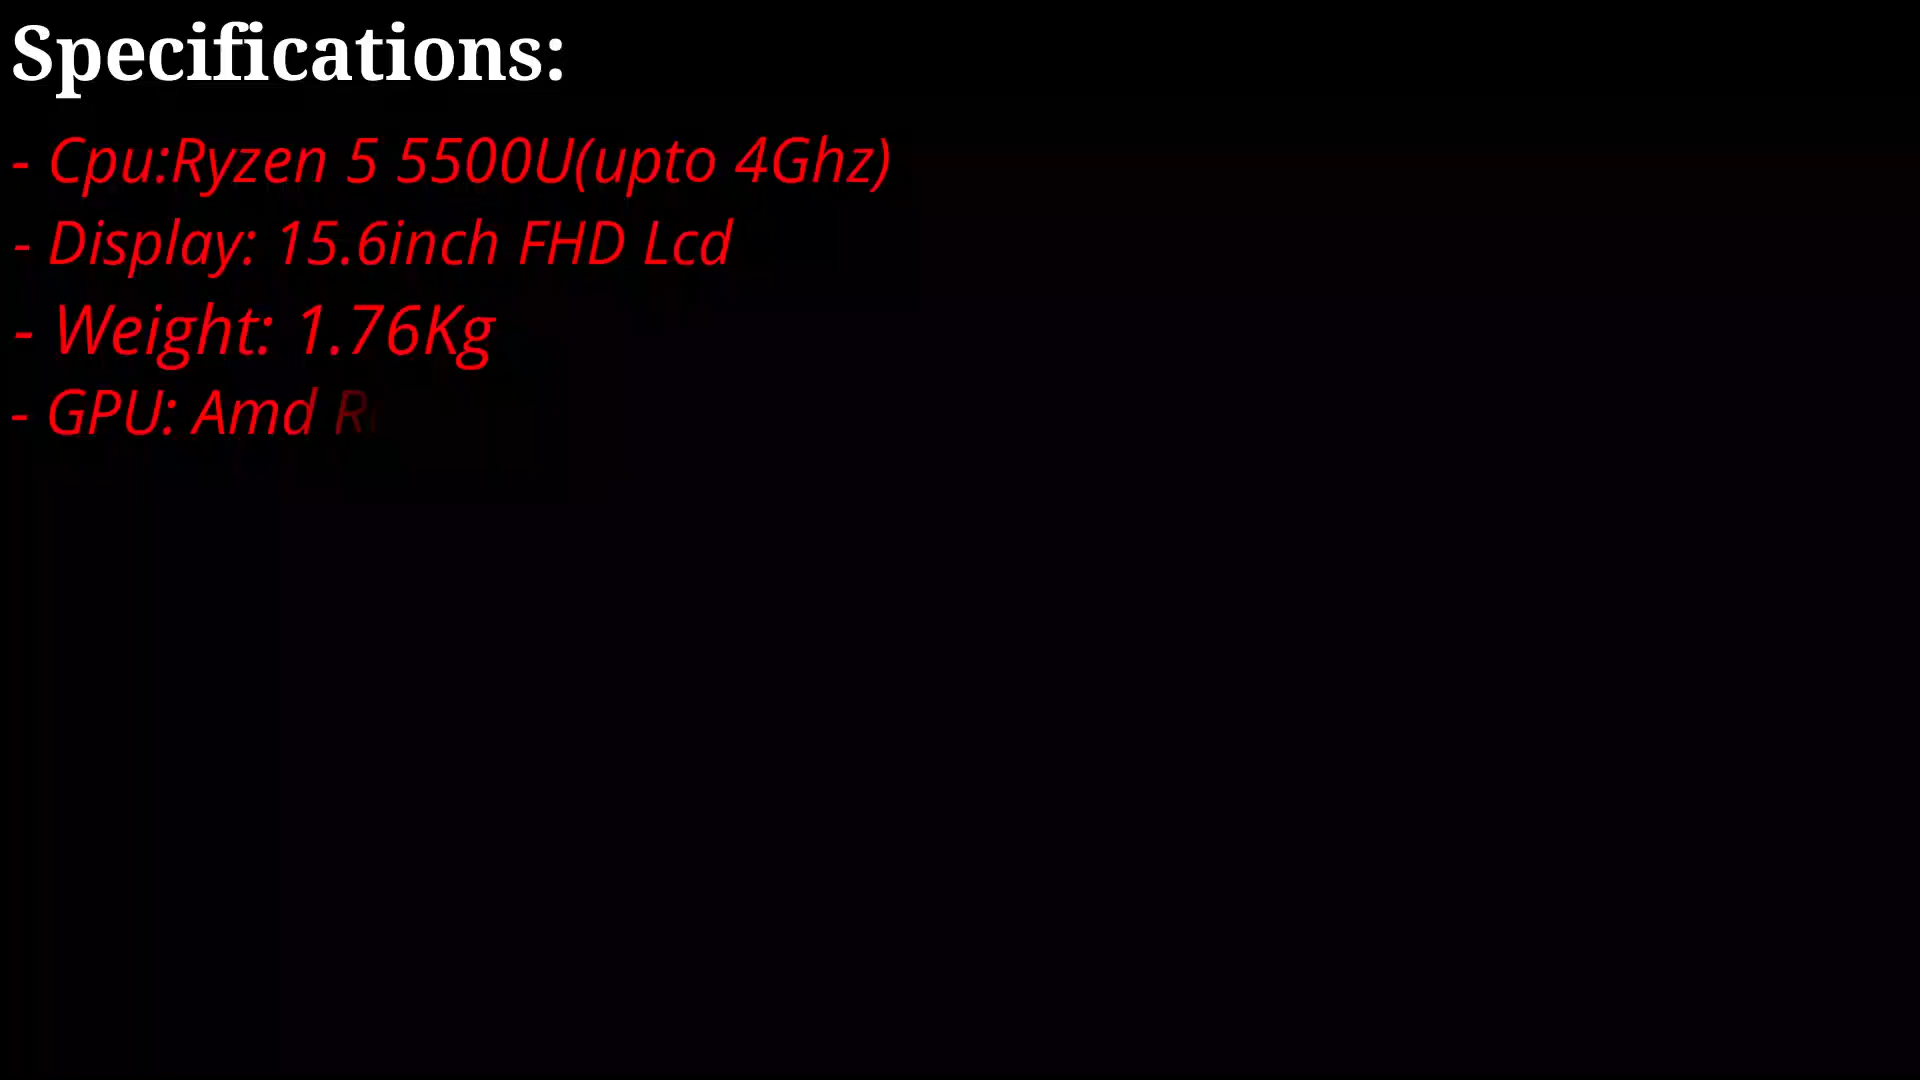 Specifications:
- Cpu:Ryzen 5 5500U(upto 4Ghz)
- Display: 15.6inch FHD Lcd
- Weight: 1.76Kg
- GPU: Amd